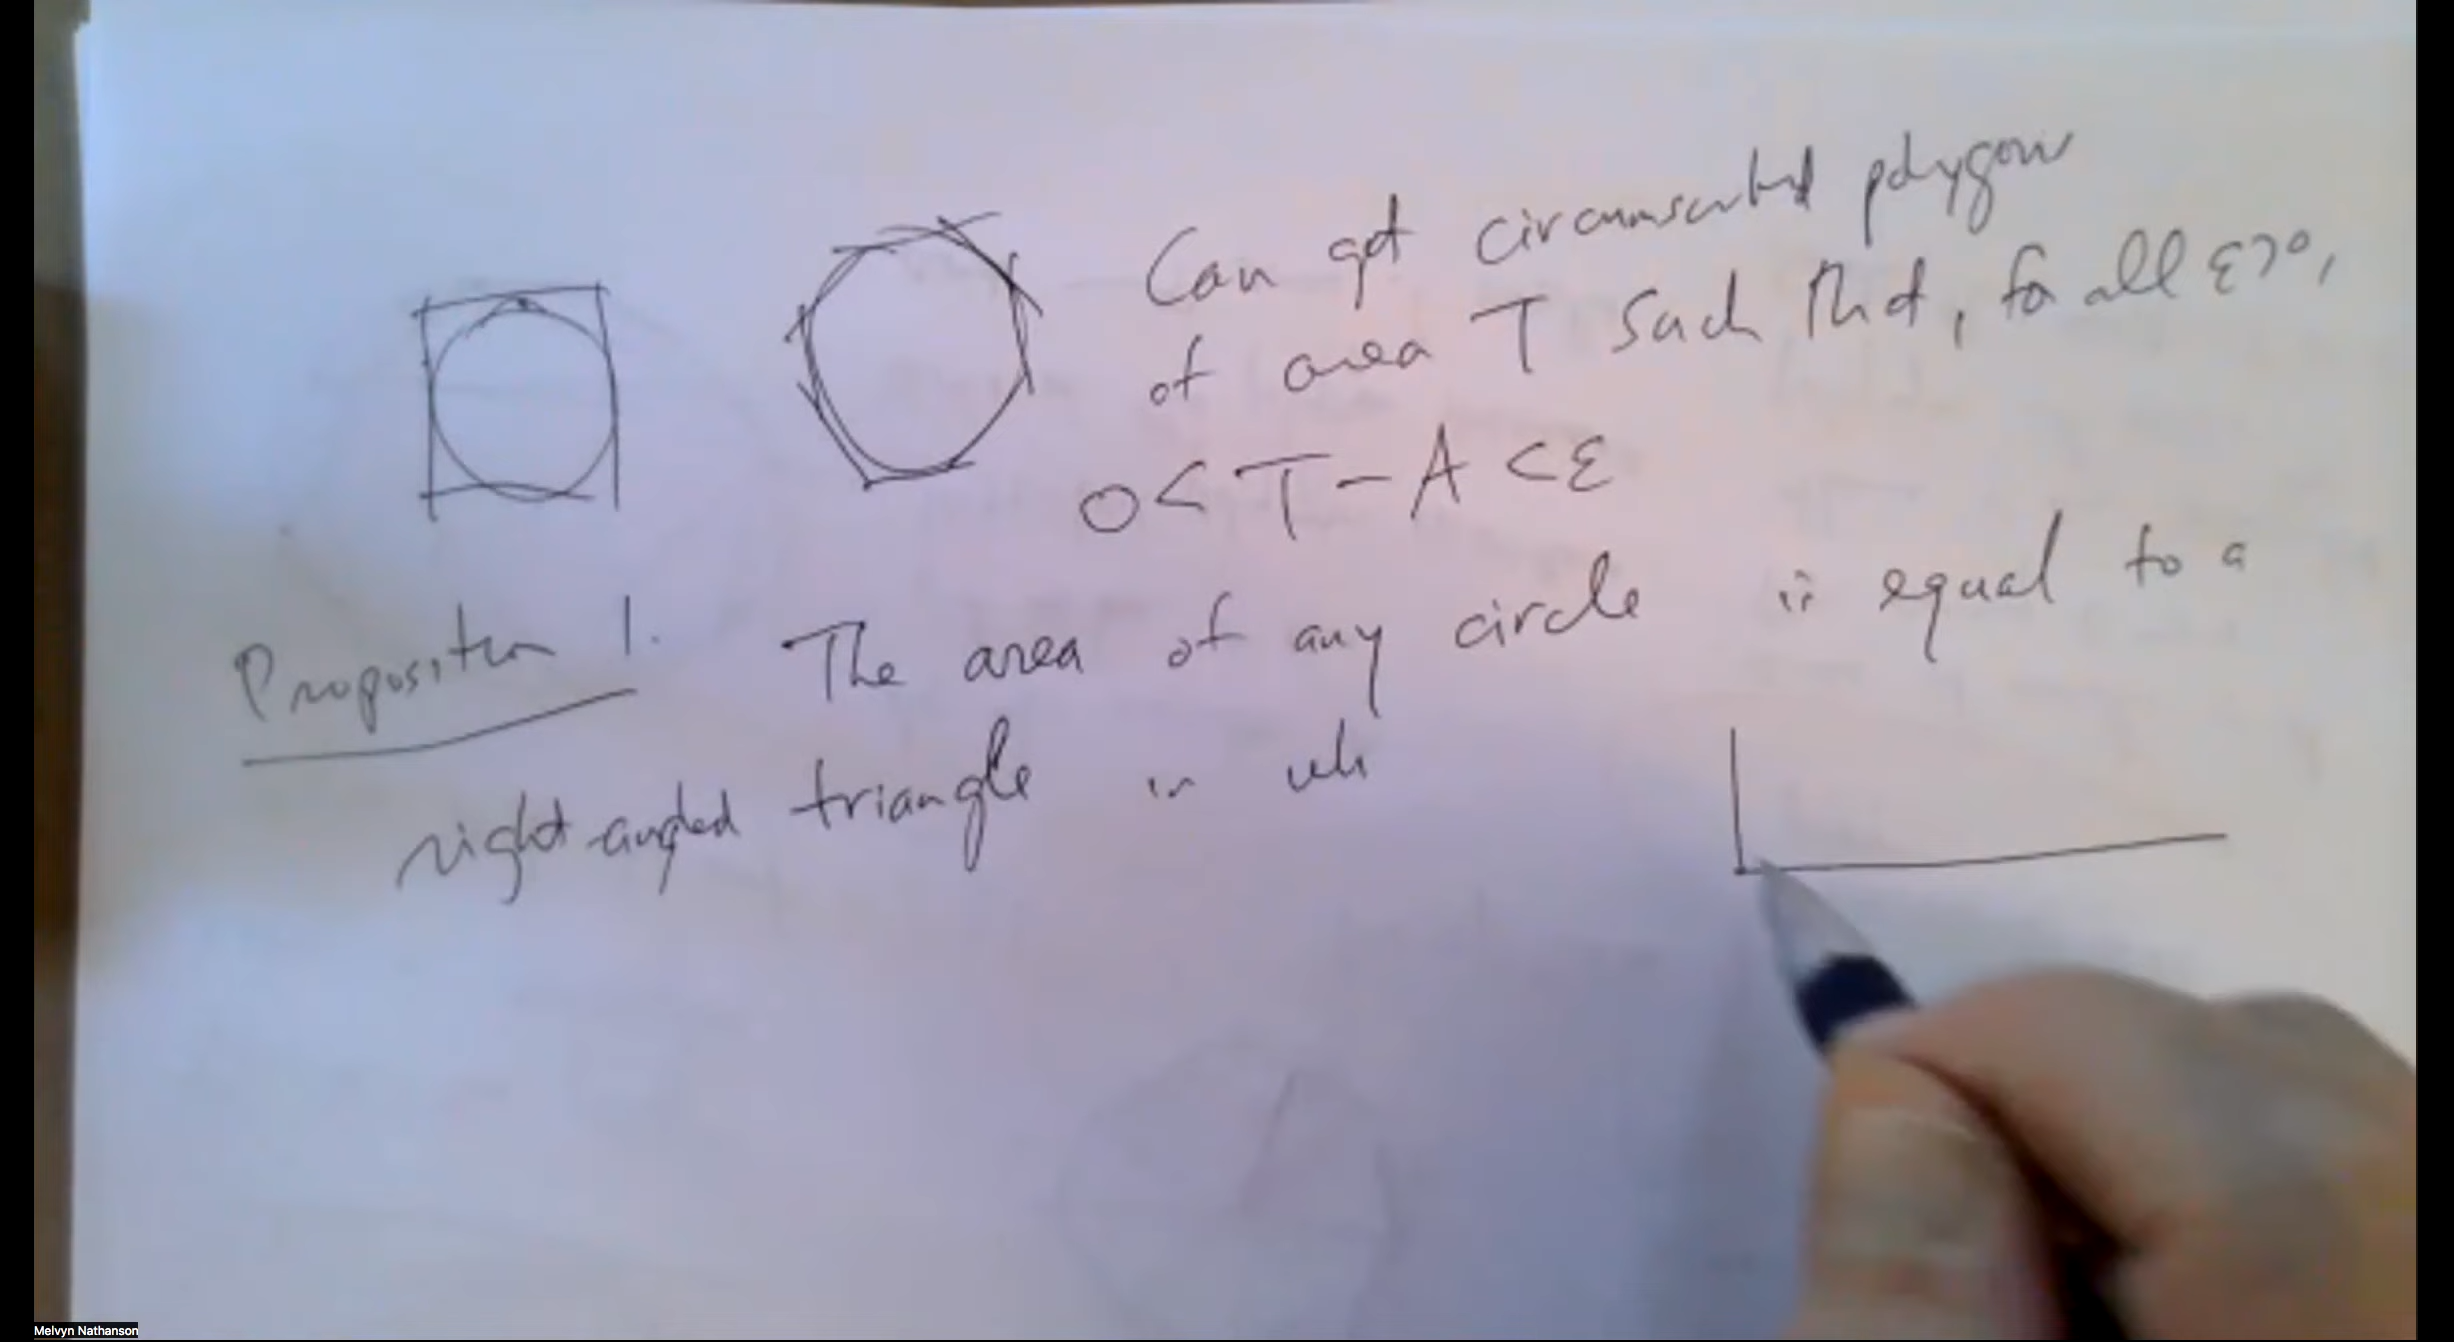 Can get circumscribed polygon
of area T such that, for all ε>0,
0 < T - A < ε
Proposition 1. The area of any circle is equal to a
right-angled triangle in whi
Melvyn Nathanson